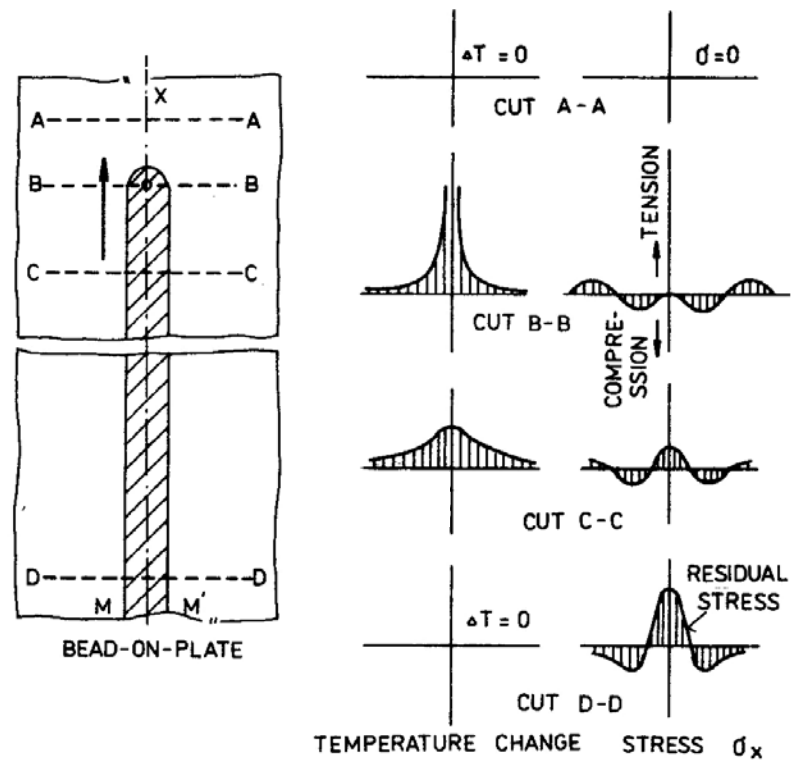 X
A A
B B
C C
D D
M M'
BEAD-ON-PLATE
ΔT = 0
σ=0
CUT A-A
TENSION
CUT B-B
COMPRE-
SSION
CUT C-C
RESIDUAL
STRESS
ΔT = 0
CUT D-D
TEMPERATURE CHANGE STRESS σx